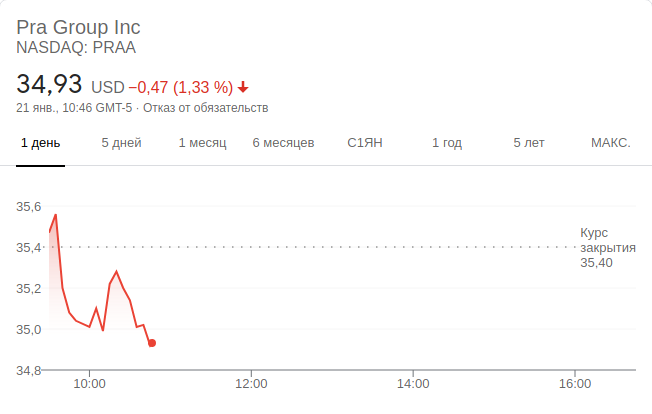 Pra Group Inc
NASDAQ: PRAA
34,93 USD −0,47 (1,33 %)
21 янв., 10:46 GMT-5 · Отказ от обязательств
1 день 5 дней 1 месяц 6 месяцев С1ЯН 1 год 5 лет МАКС.
35,6
35,4
35,2
35,0
34,8
Курс
закрытия
35,40
10:00 12:00 14:00 16:00